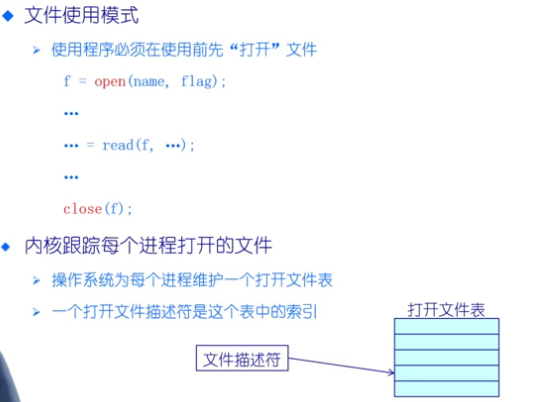 文件使用模式
使用程序必须在使用前先“打开”文件
f = open(name, flag);
…
… = read(f, …);
…
close(f);
内核跟踪每个进程打开的文件
操作系统为每个进程维护一个打开文件表
一个打开文件描述符是这个表中的索引
打开文件表
文件描述符